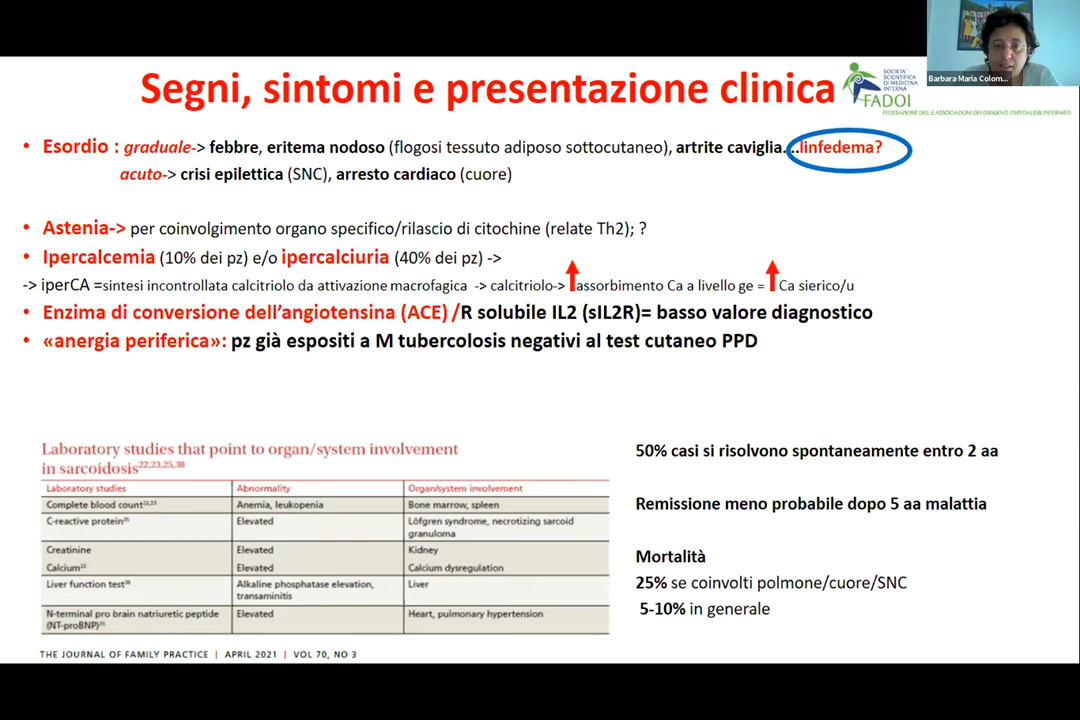 Segni, sintomi e presentazione clinica
SOCIETA'
SCIENTIFICA
DI MEDICINA
INTERNA
FADOI
FEDERAZIONE DELLE ASSOCIAZIONI DEI DIRIGENTI OSPEDALIERI INTERNISTI
Barbara Maria Colom...
• Esordio : graduale-> febbre, eritema nodoso (flogosi tessuto adiposo sottocutaneo), artrite caviglia....linfedema?
acuto-> crisi epilettica (SNC), arresto cardiaco (cuore)
• Astenia-> per coinvolgimento organo specifico/rilascio di citochine (relate Th2); ?
• Ipercalcemia (10% dei pz) e/o ipercalciuria (40% dei pz) ->
-> iperCA =sintesi incontrollata calcitriolo da attivazione macrofagica -> calcitriolo-> assorbimento Ca a livello ge = Ca sierico/u
• Enzima di conversione dell'angiotensina (ACE) /R solubile IL2 (sIL2R)= basso valore diagnostico
• «anergia periferica»: pz già espositi a M tubercolosis negativi al test cutaneo PPD
Laboratory studies that point to organ/system involvement
in sarcoidosis22,23,25,38
Laboratory studies Abnormality Organ/system involvement
Complete blood count22,23 Anemia, leukopenia Bone marrow, spleen
C-reactive protein25 Elevated Löfgren syndrome, necrotizing sarcoid
granuloma
Creatinine Elevated Kidney
Calcium22 Elevated Calcium dysregulation
Liver function test38 Alkaline phosphatase elevation, Liver
transaminitis
N-terminal pro brain natriuretic peptide Elevated Heart, pulmonary hypertension
(NT-proBNP)25
THE JOURNAL OF FAMILY PRACTICE | APRIL 2021 | VOL 70, NO 3
50% casi si risolvono spontaneamente entro 2 aa
Remissione meno probabile dopo 5 aa malattia
Mortalità
25% se coinvolti polmone/cuore/SNC
5-10% in generale